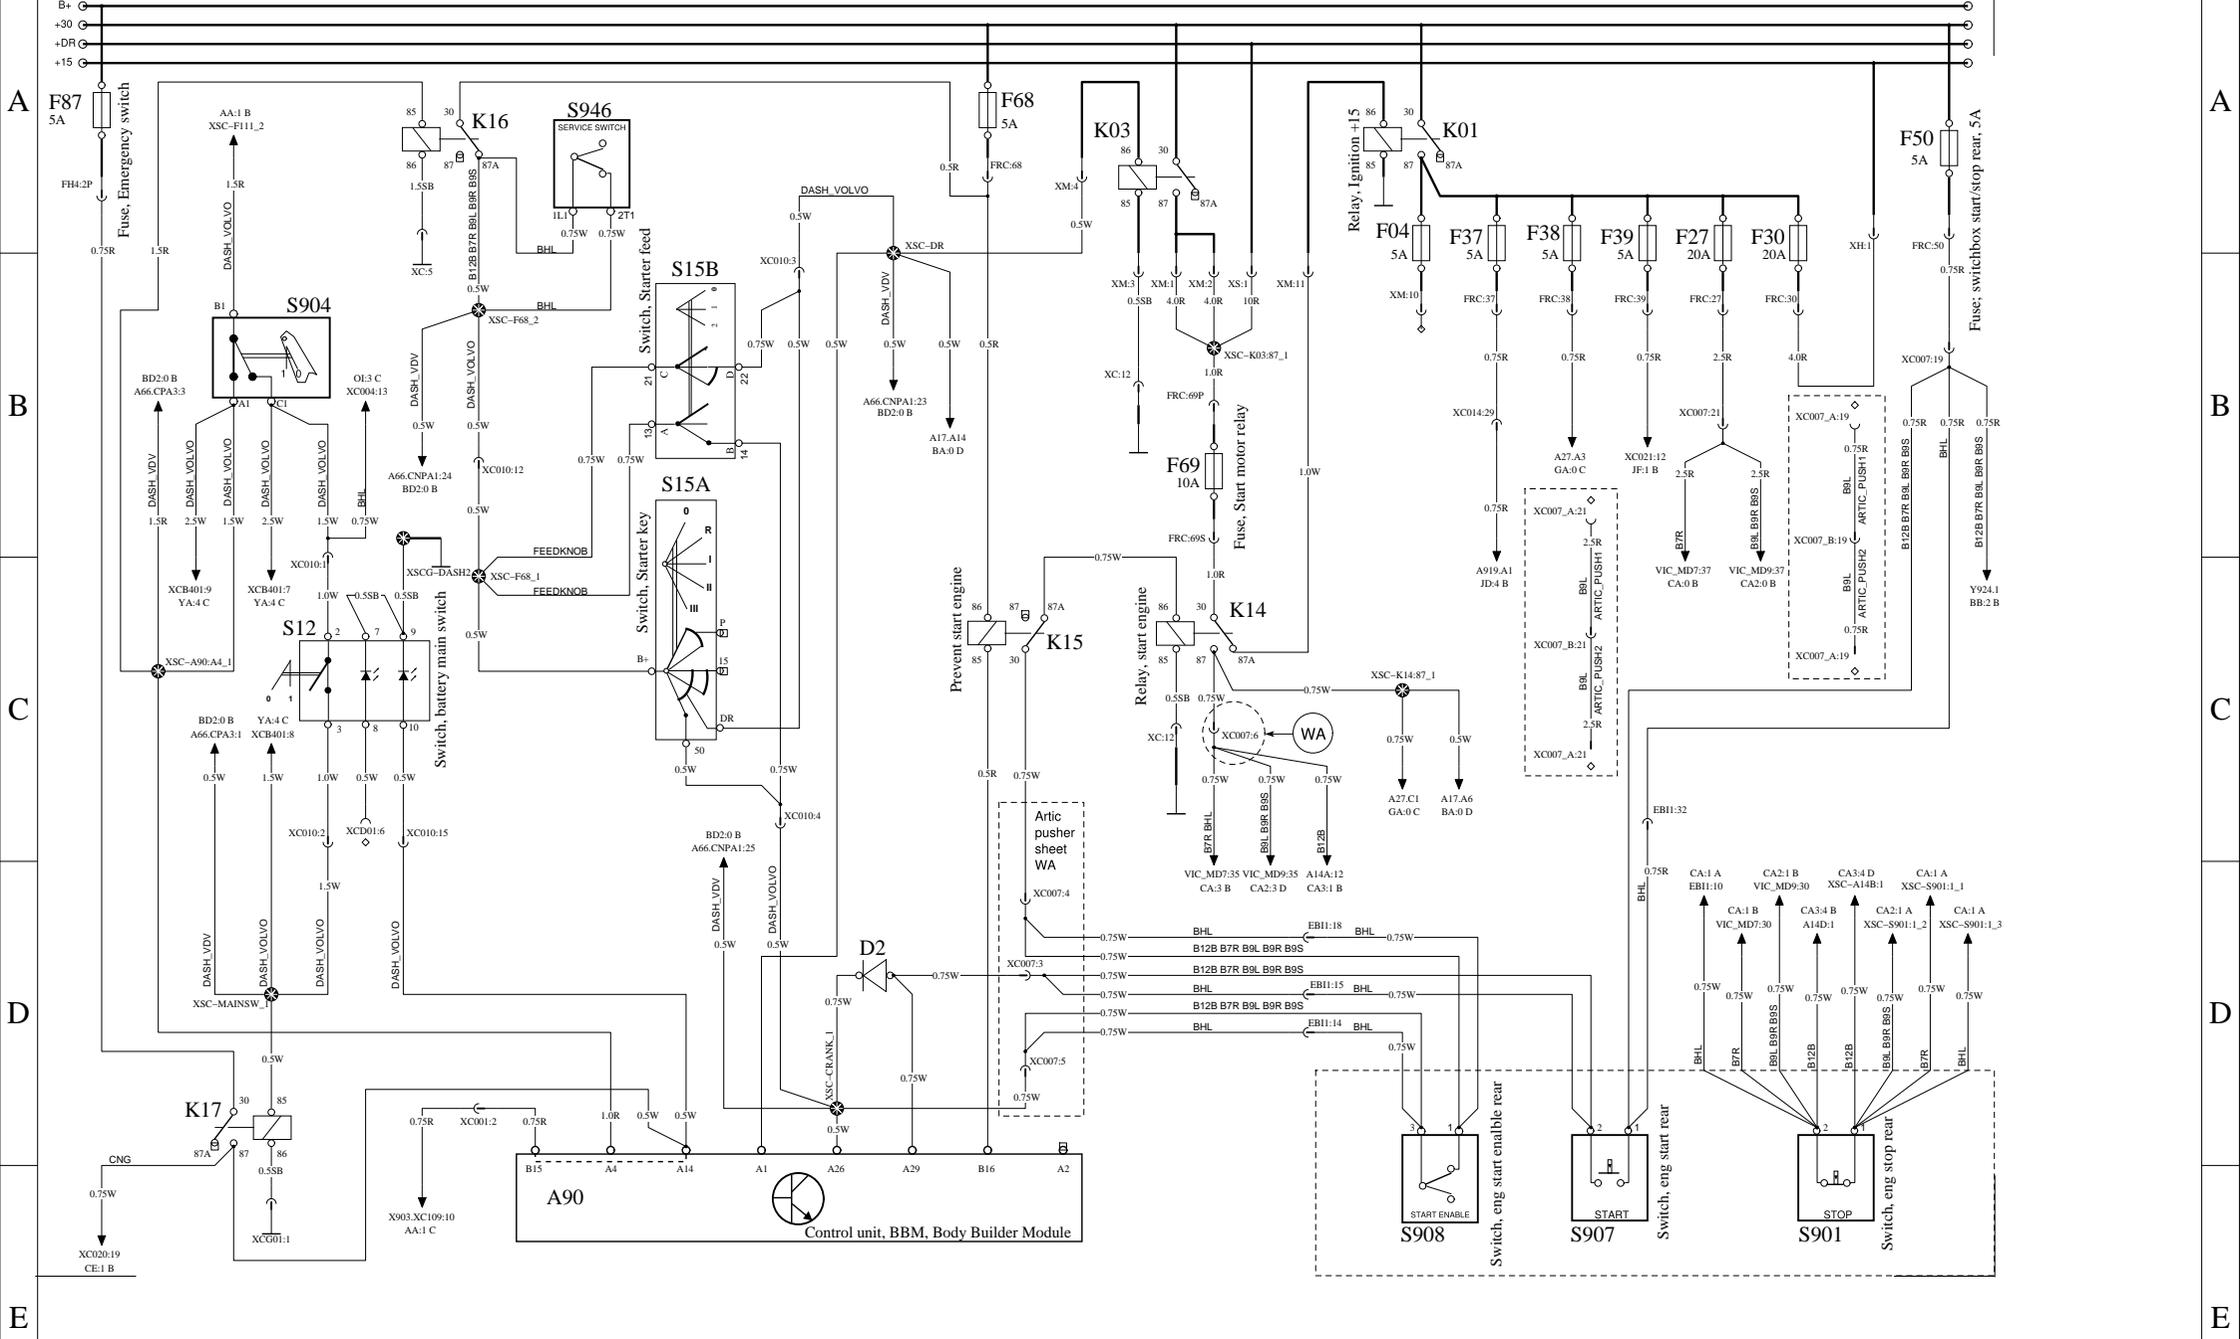 B+
+30
+DR
+15
A
A
B
B
C
C
D
D
E
E
F87
5A
Fuse, Emergency switch
FH4:2P
0.75R
AA:1 B
XSC-F111_2
1.5R
DASH_VOLVO
1.5R
85
30
K16
86
87
87A
1.5SB
XC:5
B12B B7R B9L B9R B9S
0.5W
S946
SERVICE SWITCH
1L1
2T1
0.75W
0.75W
BHL
BHL
XSC-F68_2
B1
S904
1 0
A1
C1
BD2:0 B
A66.CPA3:3
OI:3 C
XC004:13
DASH_VDV
1.5R
DASH_VOLVO
2.5W
DASH_VOLVO
1.5W
DASH_VOLVO
2.5W
DASH_VOLVO
1.5W
BHL
0.75W
XCB401:9
YA:4 C
XCB401:7
YA:4 C
XC010:1
1.0W
DASH_VDV
0.5W
A66.CNPA1:24
BD2:0 B
DASH_VOLVO
0.5W
XC010:12
0.5W
XSCG-DASH2
XSC-F68_1
0.5SB
0.5SB
FEEDKNOB
FEEDKNOB
0.75W
0.75W
0.5W
S12
2
7
9
0 1
3
8
10
Switch, battery main switch
XSC-A90:A4_1
BD2:0 B
A66.CPA3:1
YA:4 C
XCB401:8
0.5W
1.5W
1.0W
0.5W
0.5W
XC010:2
XCD01:6
XC010:15
1.5W
DASH_VDV
DASH_VOLVO
DASH_VOLVO
DASH_VOLVO
XSC-MAINSW_1
0.5W
S15B
Switch, Starter feed
0
1
2
21
C
D
22
13
A
B
14
S15A
Switch, Starter key
0
R
I
II
III
P
15
B+
DR
50
0.5W
0.75W
XC010:4
DASH_VOLVO
0.5W
0.5W
DASH_VOLVO
XC010:3
0.75W
0.5W
0.5W
XSC-DR
DASH_VDV
0.5W
0.5W
A66.CNPA1:23
BD2:0 B
A17.A14
BA:0 D
0.5R
F68
5A
FRC:68
0.5R
XM:4
0.5W
K03
86
30
85
87
87A
XM:3
XM:1
XM:2
XS:1
XM:11
0.5SB
4.0R
4.0R
10R
XC:12
XSC-K03:87_1
1.0R
FRC:69P
F69
10A
Fuse, Start motor relay
FRC:69S
1.0R
1.0W
Relay, Ignition +15
86
30
K01
85
87
87A
F04
5A
F37
5A
F38
5A
F39
5A
F27
20A
F30
20A
XM:10
FRC:37
FRC:38
FRC:39
FRC:27
FRC:30
0.75R
0.75R
0.75R
2.5R
4.0R
XH:1
XC014:29
0.75R
A919.A1
JD:4 B
A27.A3
GA:0 C
XC021:12
JF:1 B
XC007:21
2.5R
2.5R
B7R
B9L B9R B9S
VIC_MD7:37
CA:0 B
VIC_MD9:37
CA2:0 B
F50
5A
Fuse; swichbox start/stop rear, 5A
FRC:50
0.75R
XC007:19
0.75R
0.75R
0.75R
B12B B7R B9L B9R B9S
BHL
B12B B7R B9L B9R B9S
Y924.1
BB:2 B
XC007_A:19
0.75R
B9L
ARTIC_PUSH1
XC007_B:19
B9L
ARTIC_PUSH2
0.75R
XC007_A:19
XC007_A:21
2.5R
B9L
ARTIC_PUSH1
XC007_B:21
B9L
ARTIC_PUSH2
2.5R
XC007_A:21
Prevent start engine
86
87
87A
K15
85
30
0.75W
Relay, start engine
86
30
K14
85
87
87A
0.5SB
0.75W
XC:12
XC007:6
WA
0.75W
XSC-K14:87_1
0.75W
0.5W
A27.C1
GA:0 C
A17.A6
BA:0 D
0.75W
0.75W
0.75W
B7R BHL
B9L B9R B9S
B12B
VIC_MD7:35
CA:3 B
VIC_MD9:35
CA2:3 D
A14A:12
CA3:1 B
0.5R
0.75W
Artic
pusher
sheet
WA
XC007:4
XC007:3
XC007:5
0.75W
BD2:0 B
A66.CNPA1:25
DASH_VDV
0.5W
D2
0.75W
0.75W
0.75W
XSC-CRANK_1
0.5W
0.75W
BHL
EBI1:18
BHL
0.75W
B12B B7R B9L B9R B9S
0.75W
B12B B7R B9L B9R B9S
0.75W
BHL
EBI1:15
0.75W
0.75W
B12B B7R B9L B9R B9S
0.75W
BHL
EBI1:14
BHL
0.75W
0.75W
EBI1:32
0.75R
BHL
CA:1 A
EBI1:10
CA2:1 B
VIC_MD9:30
CA3:4 D
XSC-A14B:1
CA:1 A
XSC-S901:1_1
CA:1 B
VIC_MD7:30
CA3:4 B
A14D:1
CA2:1 A
XSC-S901:1_2
CA:1 A
XSC-S901:1_3
0.75W
0.75W
0.75W
0.75W
0.75W
0.75W
0.75W
0.75W
BHL
B7R
B9L B9R B9S
B12B
B12B
B9L B9R B9S
B7R
BHL
K17
30
85
87A
87
86
CNG
0.75W
XC020:19
CE:1 B
0.5SB
XCG01:1
0.75R
XC001:2
0.75R
1.0R
0.5W
0.5W
X903.XC109:10
AA:1 C
B15
A4
A14
A1
A26
A29
B16
A2
A90
Control unit, BBM, Body Builder Module
3
1
START ENABLE
S908
Switch, eng start enalble rear
2
1
START
S907
Switch, eng start rear
2
1
STOP
S901
Switch, eng stop rear